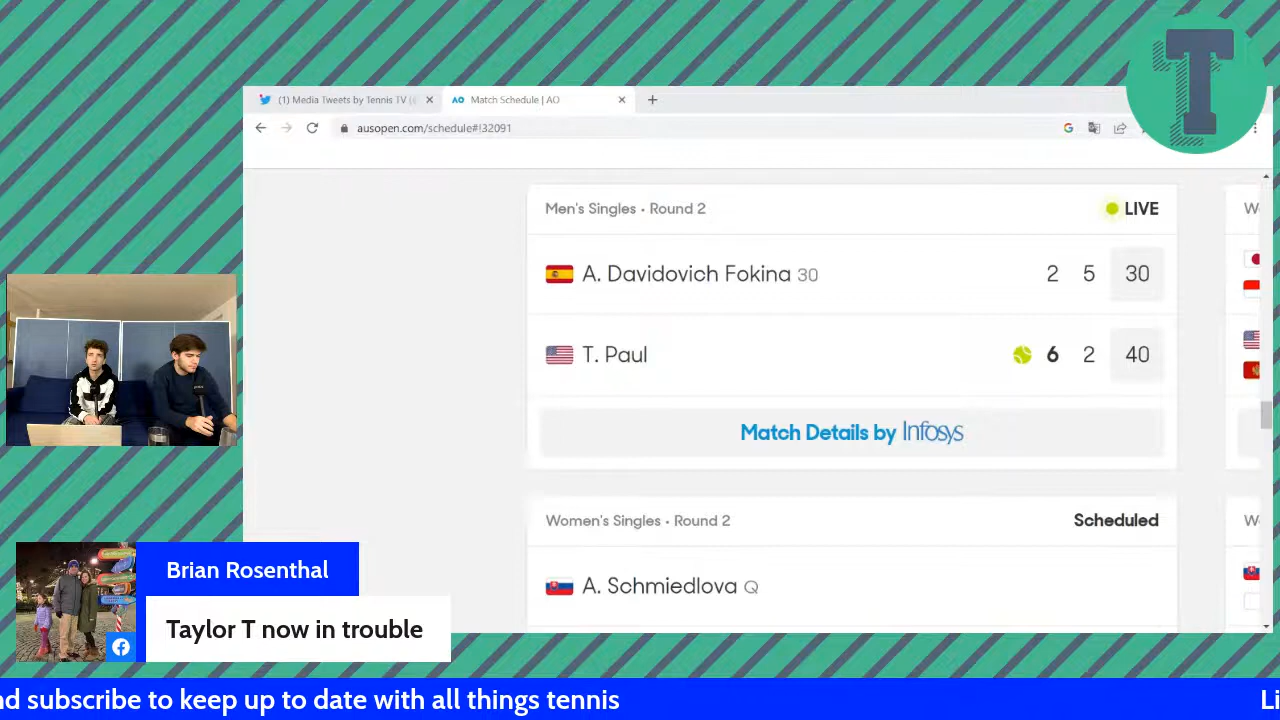 T
(1) Media Tweets by Tennis TV (
Match Schedule | AO
ausopen.com/schedule#!32091
Men's Singles • Round 2
LIVE
A. Davidovich Fokina 30
2 5 30
T. Paul
6 2 40
Match Details by Infosys
Women's Singles • Round 2
Scheduled
A. Schmiedlova Q
Brian Rosenthal
Taylor T now in trouble
nd subscribe to keep up to date with all things tennis
Li